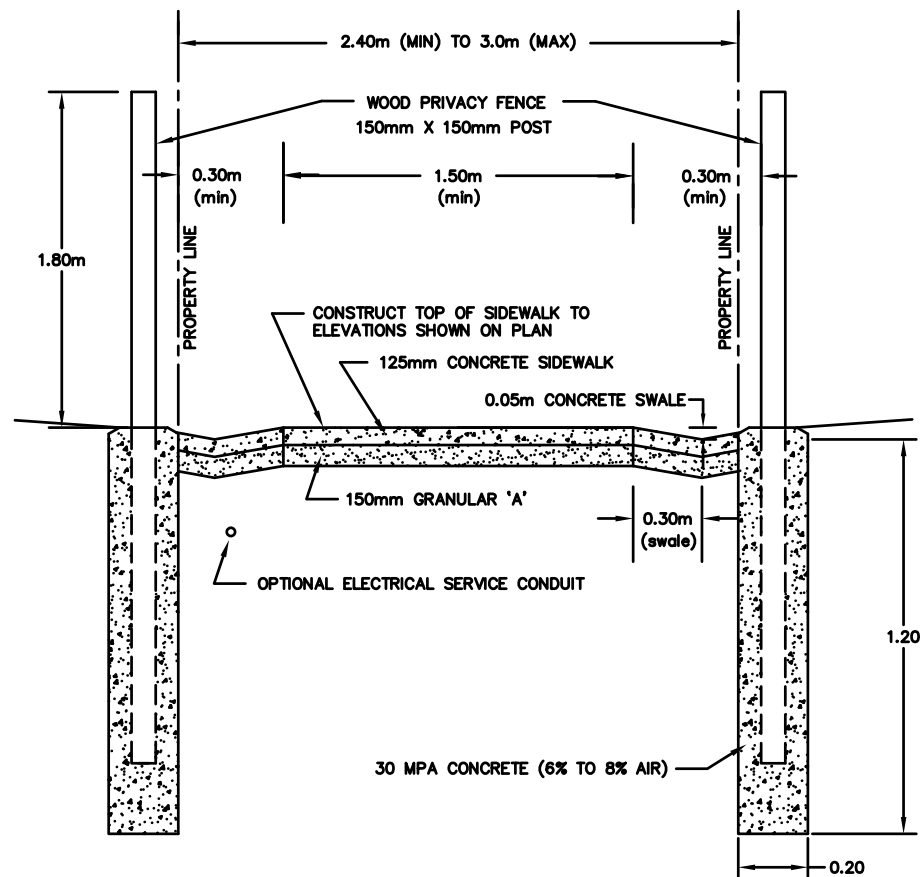 2.40m (MIN) TO 3.0m (MAX)
WOOD PRIVACY FENCE
150mm X 150mm POST
0.30m
(min)
1.50m
(min)
0.30m
(min)
1.80m
PROPERTY LINE
PROPERTY LINE
CONSTRUCT TOP OF SIDEWALK TO
ELEVATIONS SHOWN ON PLAN
125mm CONCRETE SIDEWALK
0.05m CONCRETE SWALE
150mm GRANULAR 'A'
0.30m
(swale)
OPTIONAL ELECTRICAL SERVICE CONDUIT
1.20
30 MPA CONCRETE (6% TO 8% AIR)
0.20